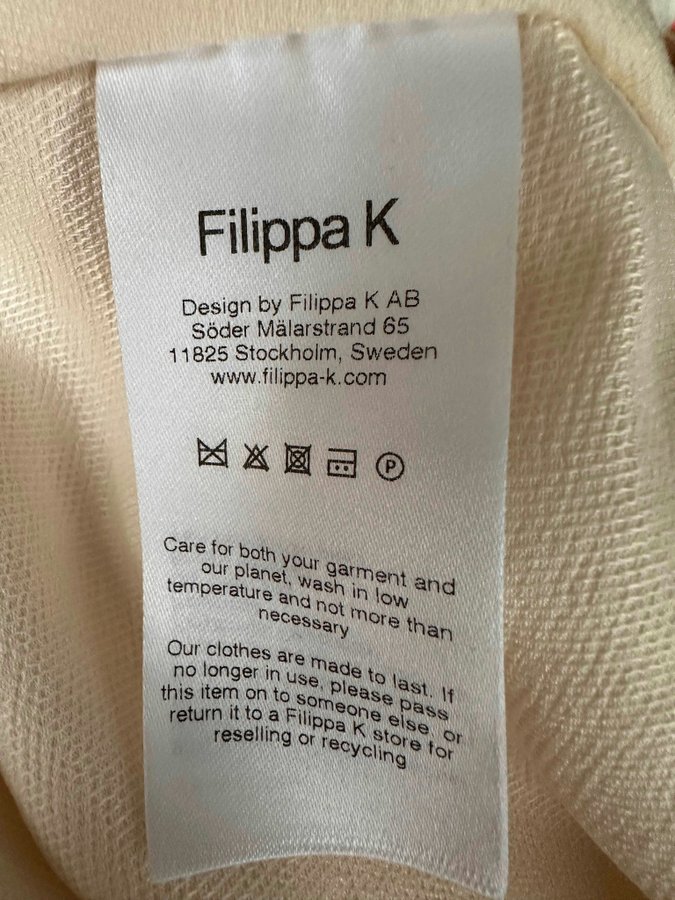 Filippa K
Design by Filippa K AB
Söder Mälarstrand 65
11825 Stockholm, Sweden
www.filippa-k.com
P
Care for both your garment and
our planet, wash in low
temperature and not more than
necessary
Our clothes are made to last. If
no longer in use, please pass
this item on to someone else, or
return it to a Filippa K store for
reselling or recycling